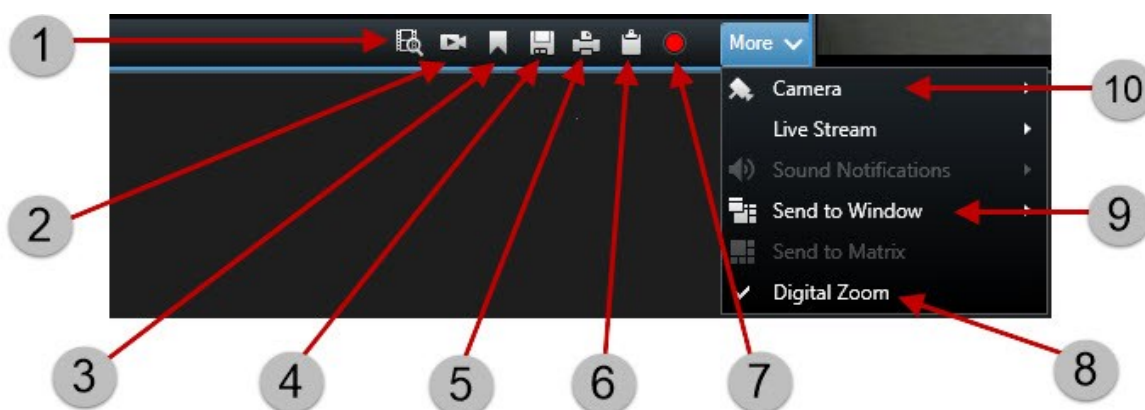 1
More
10
Camera
Live Stream
Sound Notifications
2
Send to Window
9
Send to Matrix
Digital Zoom
3
4
5
6
7
8